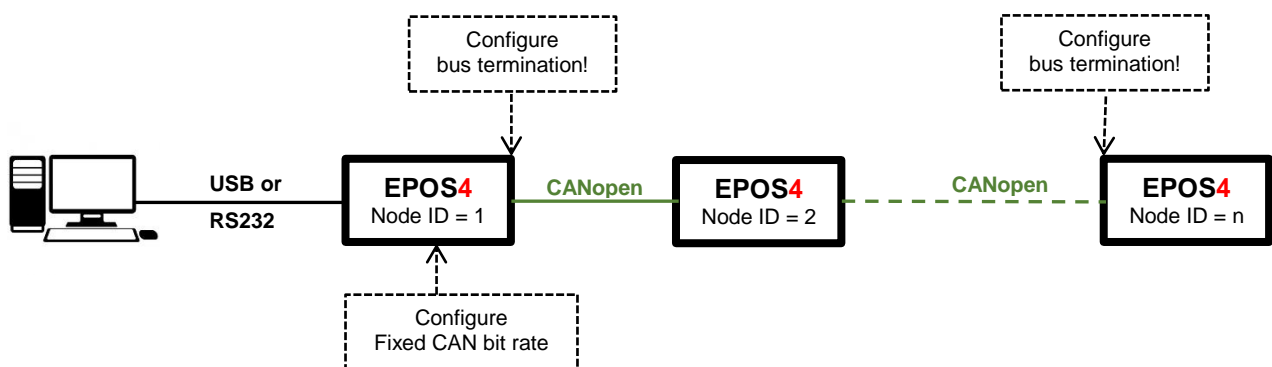 Configure
bus termination!
Configure
bus termination!
USB or
RS232
EPOS4
Node ID = 1
CANopen
EPOS4
Node ID = 2
CANopen
EPOS4
Node ID = n
Configure
Fixed CAN bit rate